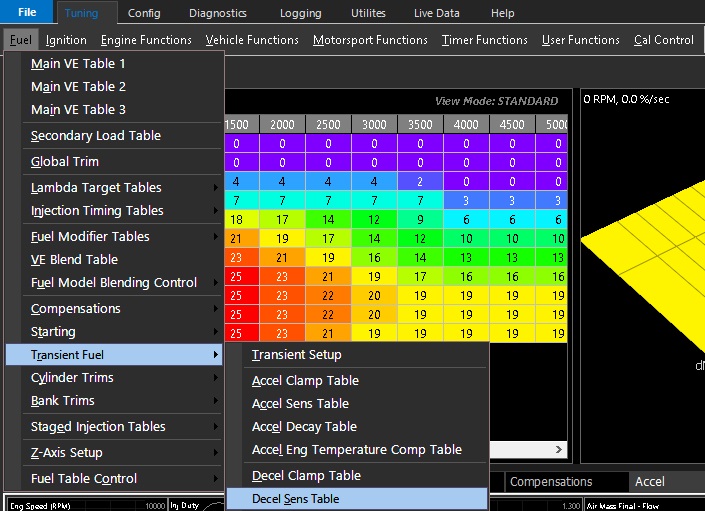 File Tuning Config Diagnostics Logging Utilites Live Data Help
Fuel Ignition Engine Functions Vehicle Functions Motorsport Functions Timer Functions User Functions Cal Control
Main VE Table 1
Main VE Table 2
Main VE Table 3
Secondary Load Table
Global Trim
Lambda Target Tables
Injection Timing Tables
Fuel Modifier Tables
VE Blend Table
Fuel Model Blending Control
Compensations
Starting
Transient Fuel
Cylinder Trims
Bank Trims
Staged Injection Tables
Z-Axis Setup
Fuel Table Control
View Mode: STANDARD
1500 2000 2500 3000 3500 4000 4500 5000
0 0 0 0 0 0 0 0
0 0 0 0 0 0 0 0
4 4 4 4 2 0 0 0
7 7 7 7 7 3 3 3
18 17 14 12 9 6 6 6
21 19 17 14 12 10 10 10
23 21 19 16 14 13 13 13
25 23 21 19 17 17 16 16
25 23 22 20 19 19 19 19
25 23 22 20 19 19 19 19
25 23 21 19 19 19 19 19
Transient Setup
Accel Clamp Table
Accel Sens Table
Accel Decay Table
Accel Eng Temperature Comp Table
Decel Clamp Table
Decel Sens Table
0 RPM, 0.0 %/sec
Compensations Accel
Eng Speed (RPM) 10000 Inj Duty 1.300 Air Mass Final - Flow